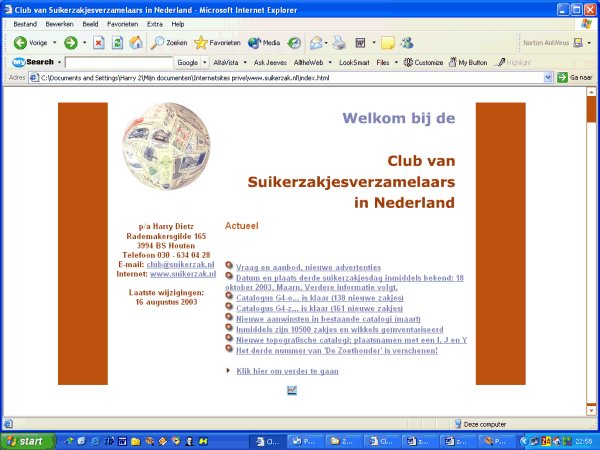 Club van Suikerzakjesverzamelaars in Nederland - Microsoft Internet Explorer
Bestand Bewerken Beeld Favorieten Extra Help
Vorige Zoeken Favorieten Media Norton AntiVirus
My Search Google AltaVista Ask Jeeves AlltheWeb LookSmart Files Customize My Button Highlight
Adres C:\Documents and Settings\Harry 2\Mijn documenten\Internetsites prive\www.suikerzak.nl\index.html Ga naar
Welkom bij de
Club van
Suikerzakjesverzamelaars
in Nederland
p/a Harry Dietz
Rademakersgilde 165
3994 BS Houten
Telefoon 030 - 634 04 28
E-mail: club@suikerzak.nl
Internet: www.suikerzak.nl
Laatste wijzigingen:
16 augustus 2003
Actueel
Vraag en aanbod, nieuwe advertenties
Datum en plaats derde suikerzakjesdag inmiddels bekend: 18
oktober 2003, Maarn. Verdere informatie volgt.
Catalogus G4-o... is klaar (138 nieuwe zakjes)
Catalogus G4-z... is klaar (161 nieuwe zakjes)
Nieuwe aanwinsten in bestaande catalogi (maart)
Inmiddels zijn 10500 zakjes en wikkels geïnventariseerd
Nieuwe topografische catalogi: plaatsnamen met een I, J en Y
Het derde nummer van 'De Zoethouder' is verschenen!
Klik hier om verder te gaan
Deze computer
start Cl... P... Z... Cl... z... z... P... 22:59